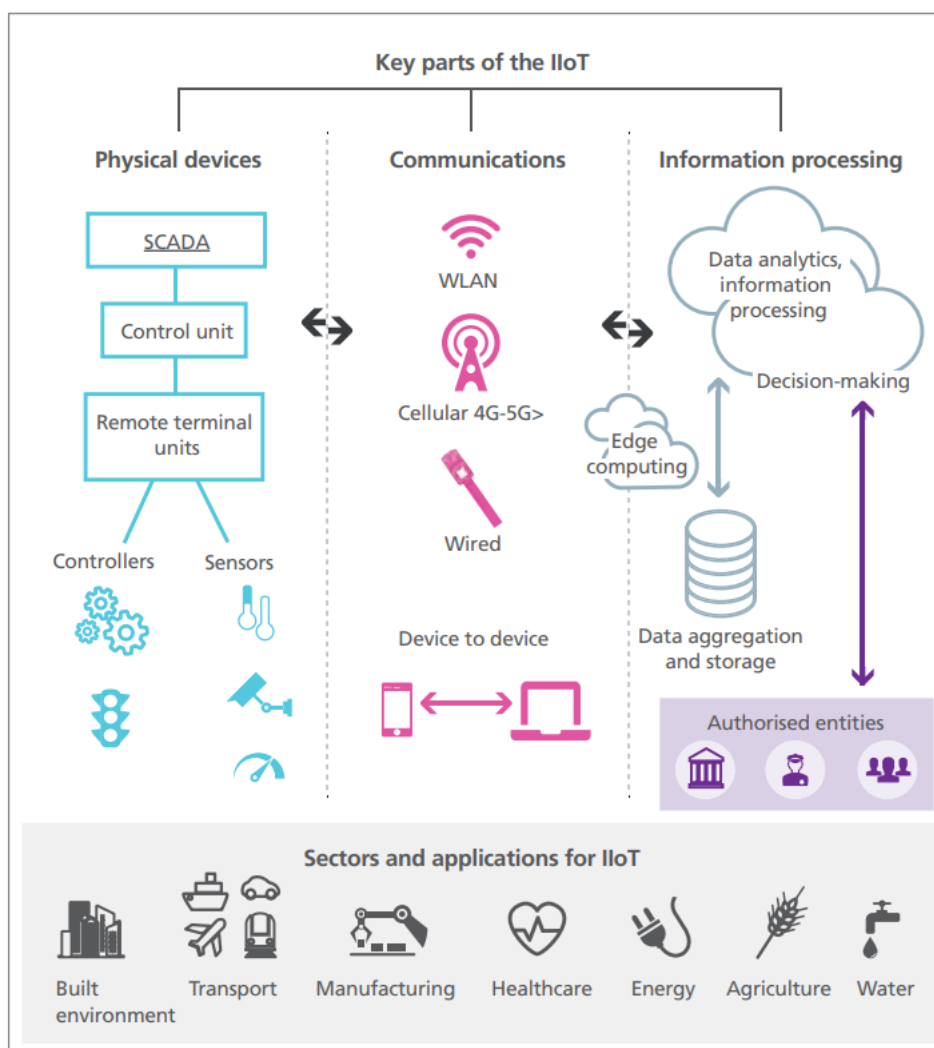 Key parts of the IIoT
Physical devices
Communications
Information processing
SCADA
Control unit
Remote terminal
units
Controllers
Sensors
WLAN
Cellular 4G-5G>
Wired
Device to device
Data analytics,
information
processing
Decision-making
Edge
computing
Data aggregation
and storage
Authorised entities
Sectors and applications for IIoT
Built
environment
Transport
Manufacturing
Healthcare
Energy
Agriculture
Water